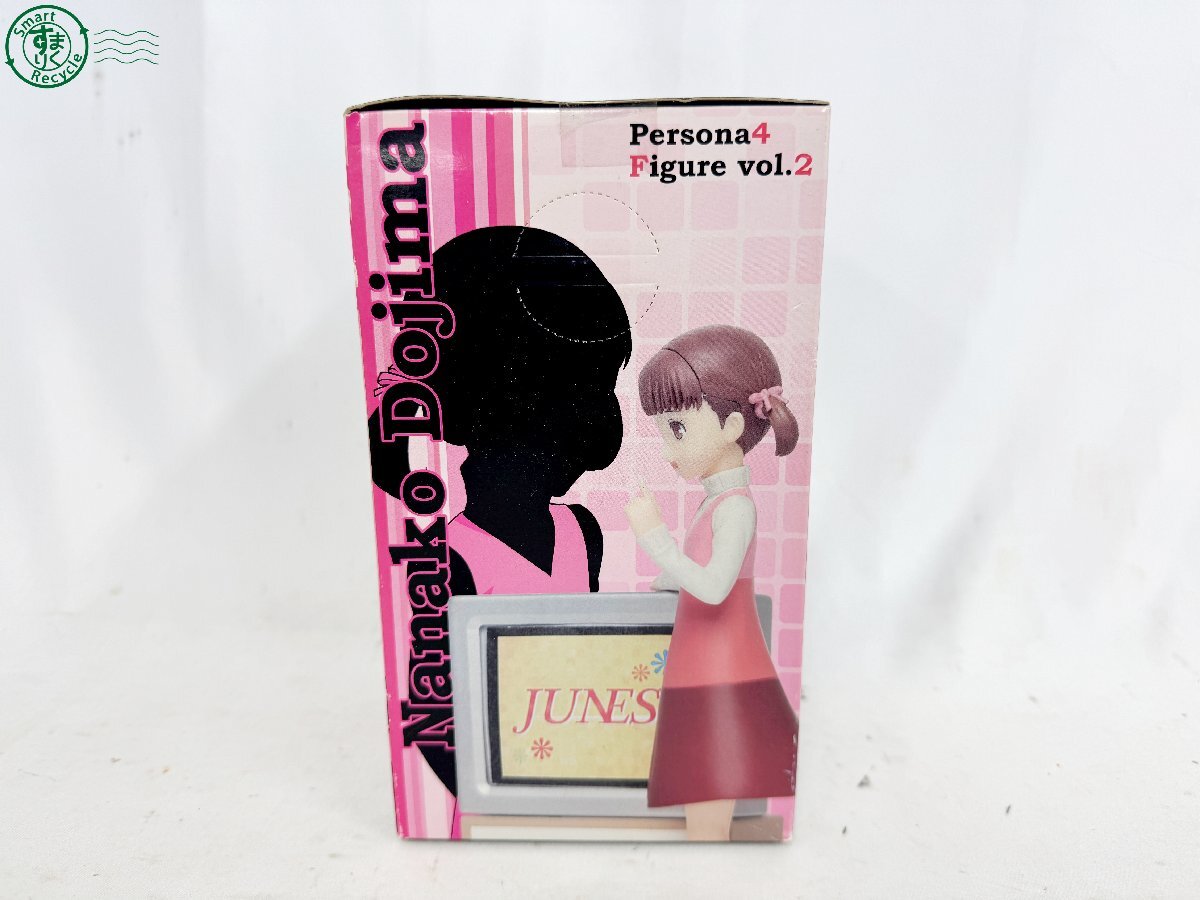 Smart
すまりく
Recycle
Persona4
Figure vol.2
Nanako Dojima
JUNES